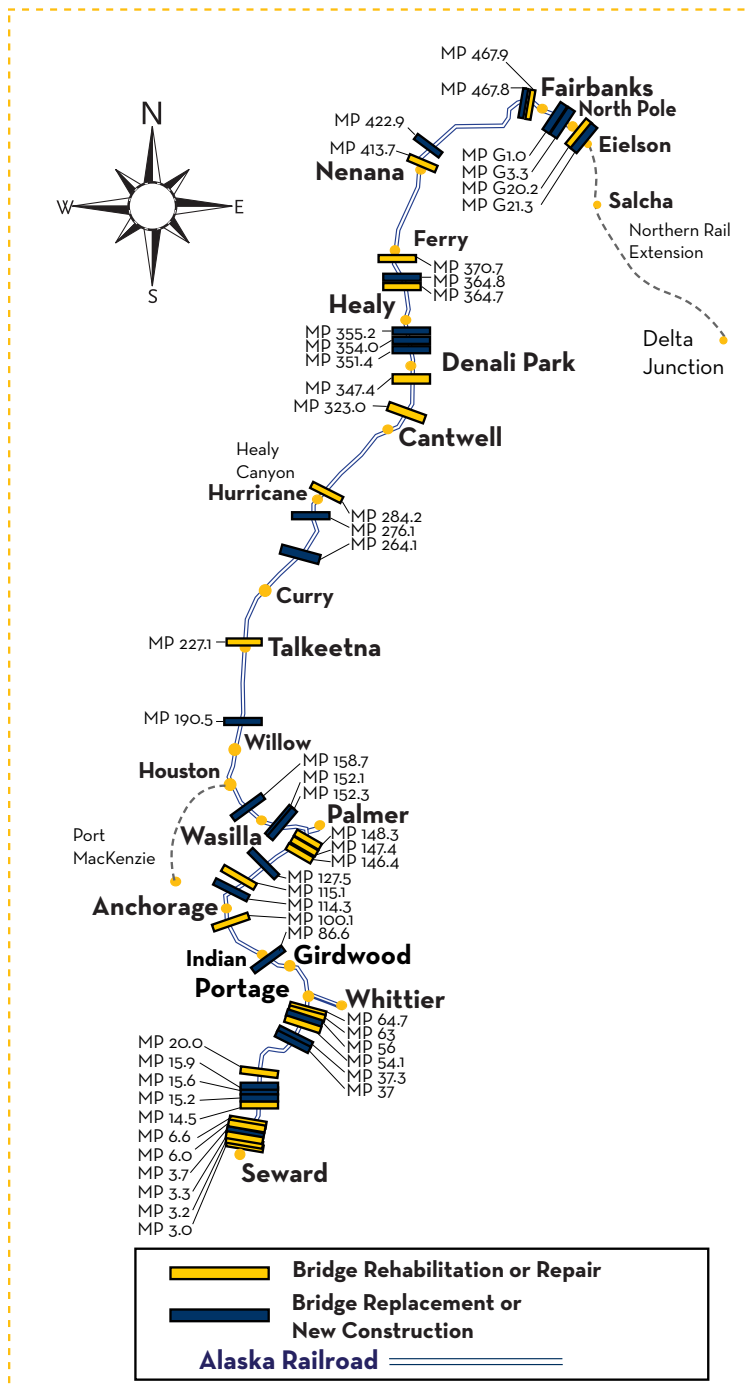 MP 467.9
MP 467.8
Fairbanks
North Pole
MP 422.9
MP 413.7
Nenana
MP G1.0
MP G3.3
MP G20.2
MP G21.3
Eielson
Salcha
Northern Rail
Extension
Delta
Junction
N
W
E
S
Ferry
MP 370.7
MP 364.8
MP 364.7
Healy
MP 355.2
MP 354.0
MP 351.4
Denali Park
MP 347.4
MP 323.0
Cantwell
Healy
Canyon
Hurricane
MP 284.2
MP 276.1
MP 264.1
Curry
MP 227.1
Talkeetna
MP 190.5
Willow
Houston
MP 158.7
MP 152.1
MP 152.3
Palmer
Wasilla
MP 148.3
MP 147.4
MP 146.4
Port
MacKenzie
MP 127.5
MP 115.1
MP 114.3
MP 100.1
MP 86.6
Anchorage
Indian
Girdwood
Portage
Whittier
MP 64.7
MP 63
MP 56
MP 54.1
MP 37.3
MP 37
MP 20.0
MP 15.9
MP 15.6
MP 15.2
MP 14.5
MP 6.6
MP 6.0
MP 3.7
MP 3.3
MP 3.2
MP 3.0
Seward
Bridge Rehabilitation or Repair
Bridge Replacement or
New Construction
Alaska Railroad